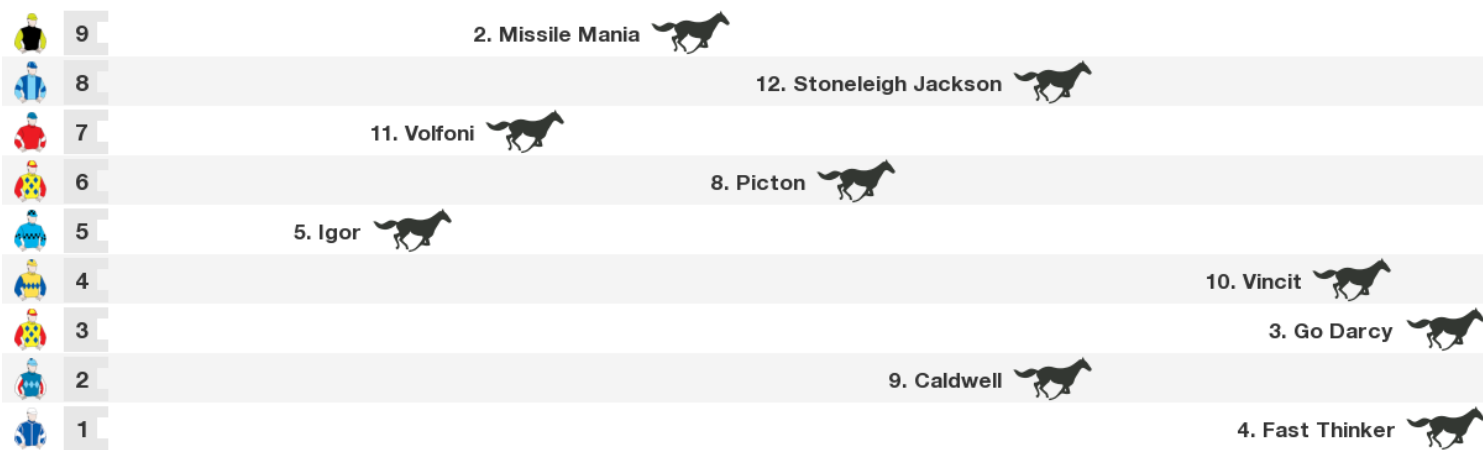 9 2. Missile Mania
8 12. Stoneleigh Jackson
7 11. Volfoni
6 8. Picton
5 5. Igor
4 10. Vincit
3 3. Go Darcy
2 9. Caldwell
1 4. Fast Thinker